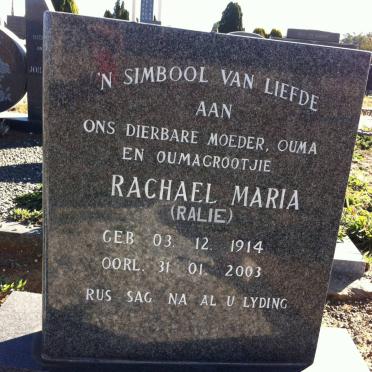 'N SIMBOOL VAN LIEFDE
AAN
ONS DIERBARE MOEDER, OUMA
EN OUMAGROOTJIE
RACHAEL MARIA
(RALIE)
GEB 03. 12. 1914
OORL. 31 01 2003
RUS SAG NA AL U LYDING